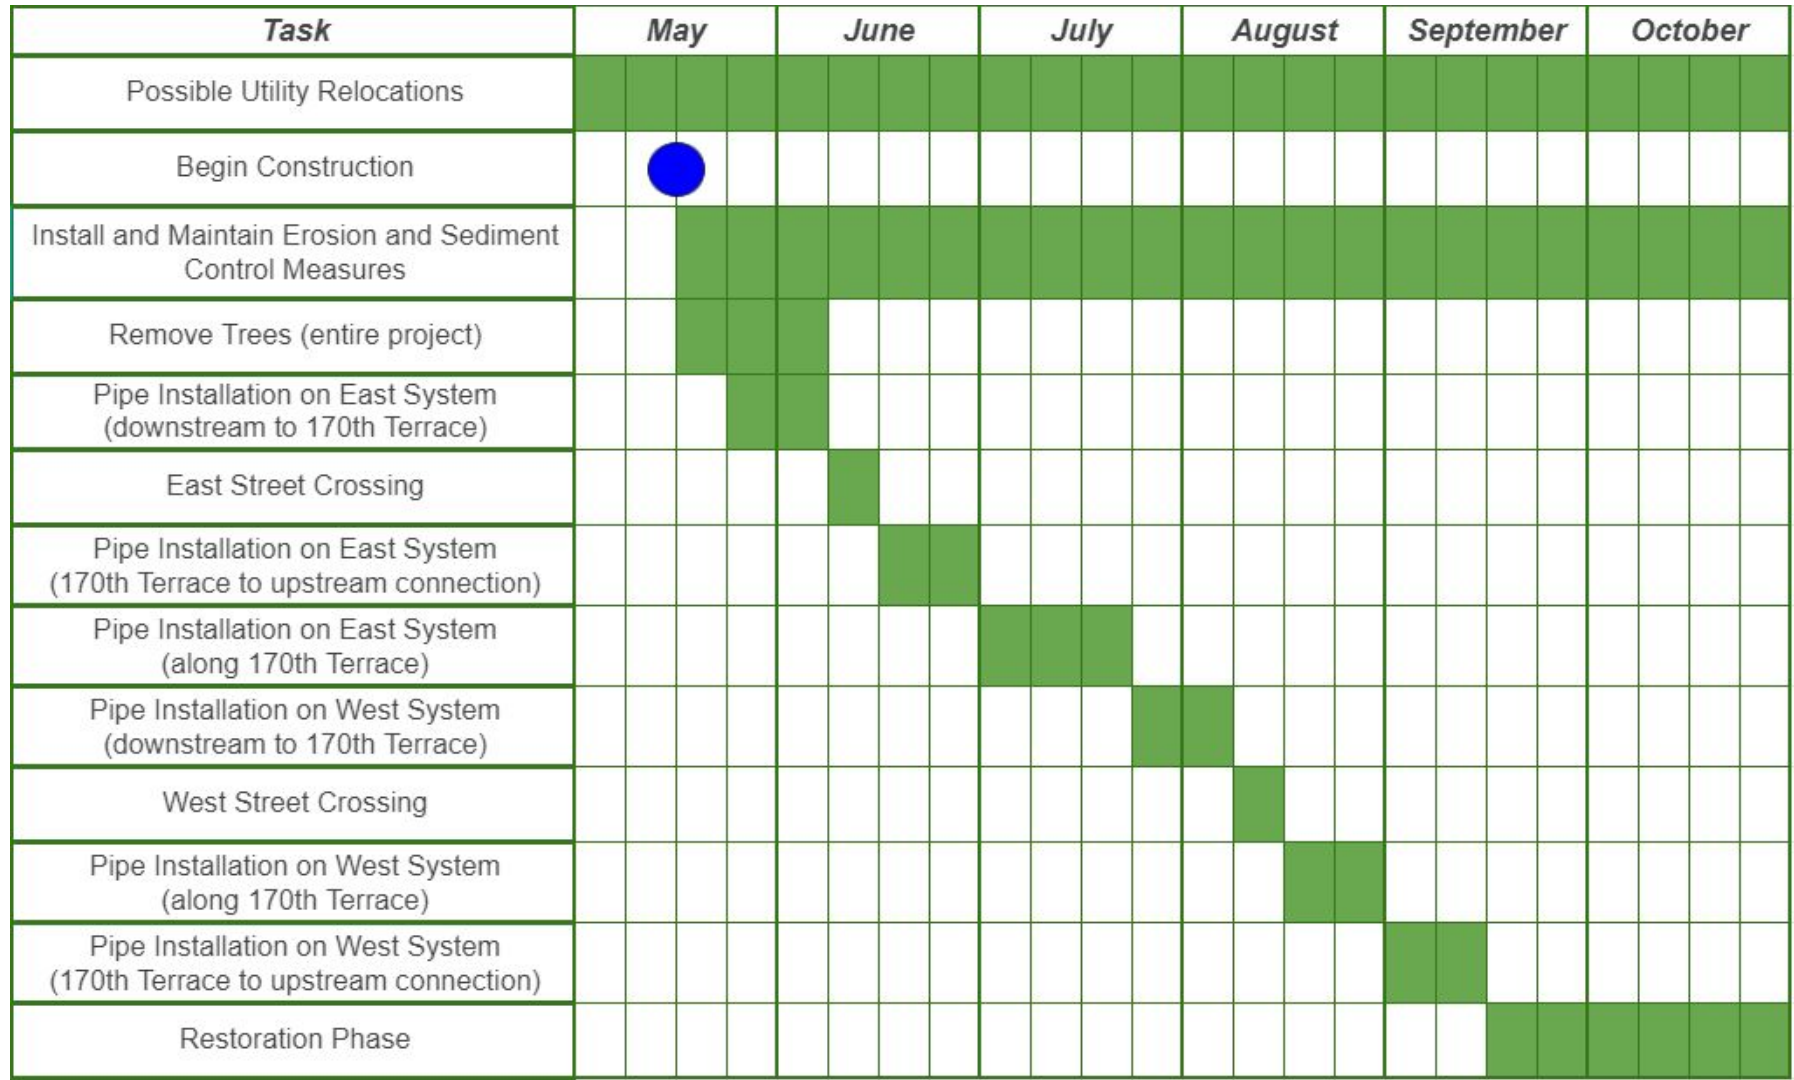 Task May June July August September October
Possible Utility Relocations
Begin Construction
Install and Maintain Erosion and Sediment
Control Measures
Remove Trees (entire project)
Pipe Installation on East System
(downstream to 170th Terrace)
East Street Crossing
Pipe Installation on East System
(170th Terrace to upstream connection)
Pipe Installation on East System
(along 170th Terrace)
Pipe Installation on West System
(downstream to 170th Terrace)
West Street Crossing
Pipe Installation on West System
(along 170th Terrace)
Pipe Installation on West System
(170th Terrace to upstream connection)
Restoration Phase